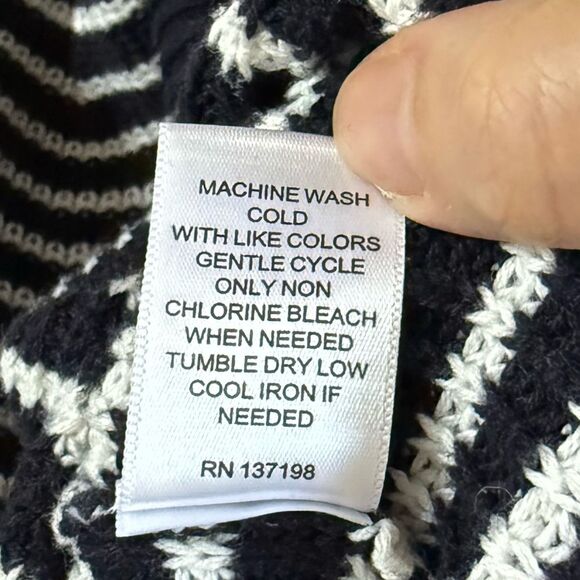 MACHINE WASH
COLD
WITH LIKE COLORS
GENTLE CYCLE
ONLY NON
CHLORINE BLEACH
WHEN NEEDED
TUMBLE DRY LOW
COOL IRON IF
NEEDED
RN 137198